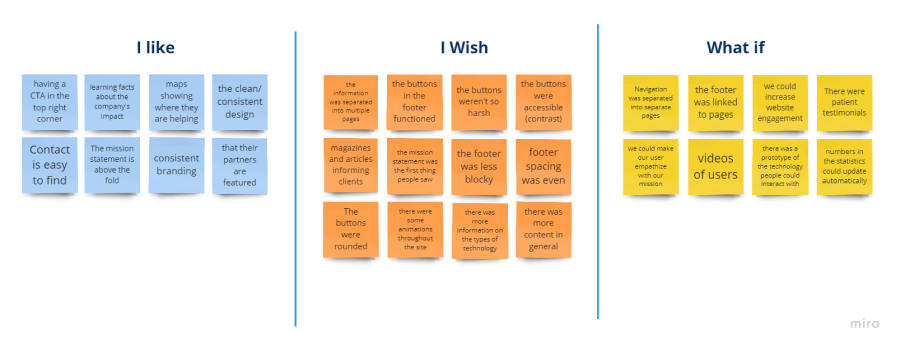 I like
having a
CTA in the
top right
corner
learning facts
about the
company's
impact
maps
showing
where they
are helping
the clean/
consistent
design
Contact
is easy
to find
The mission
statement is
above the
fold
consistent
branding
that their
partners
are
featured
I Wish
the
information
was separated
into multiple
pages
the buttons
in the
footer
functioned
the buttons
weren't so
harsh
the buttons
were
accessible
(contrast)
magazines
and articles
informing
clients
the mission
statement was
the first thing
people saw
the footer
was less
blocky
footer
spacing
was even
The
buttons
were
rounded
there were
some
animations
throughout
the site
there was
more
information on
the types of
technology
there was
more
content in
general
What if
Navigation
was separated
into separate
pages
the footer
was linked
to pages
we could
increase
website
engagement
There were
patient
testimonials
we could make
our user
empathize
with our
mission
videos
of users
there was a
prototype of
the technology
people could
interact with
numbers in
the statistics
could update
automatically
miro